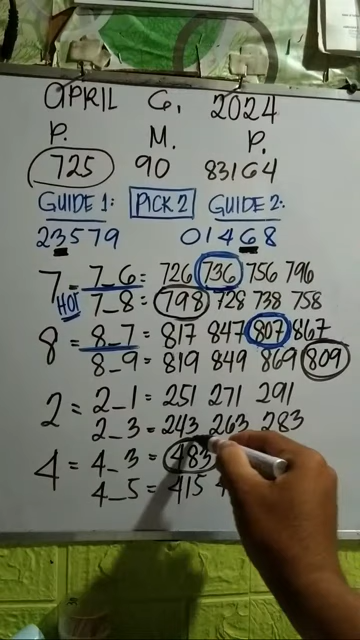 APRIL 6, 2024
P. M. P.
725 90 83164
GUIDE 1: PICK 2 GUIDE 2:
23579 01468
7 = 7_6 = 726 736 756 796
HOT 7_8 = 798 728 738 758
8 = 8_7 = 817 847 807 867
8_9 = 819 849 869 809
2 = 2_1 = 251 271 291
2_3 = 243 263 283
4 = 4_3 = 483
4_5 = 415